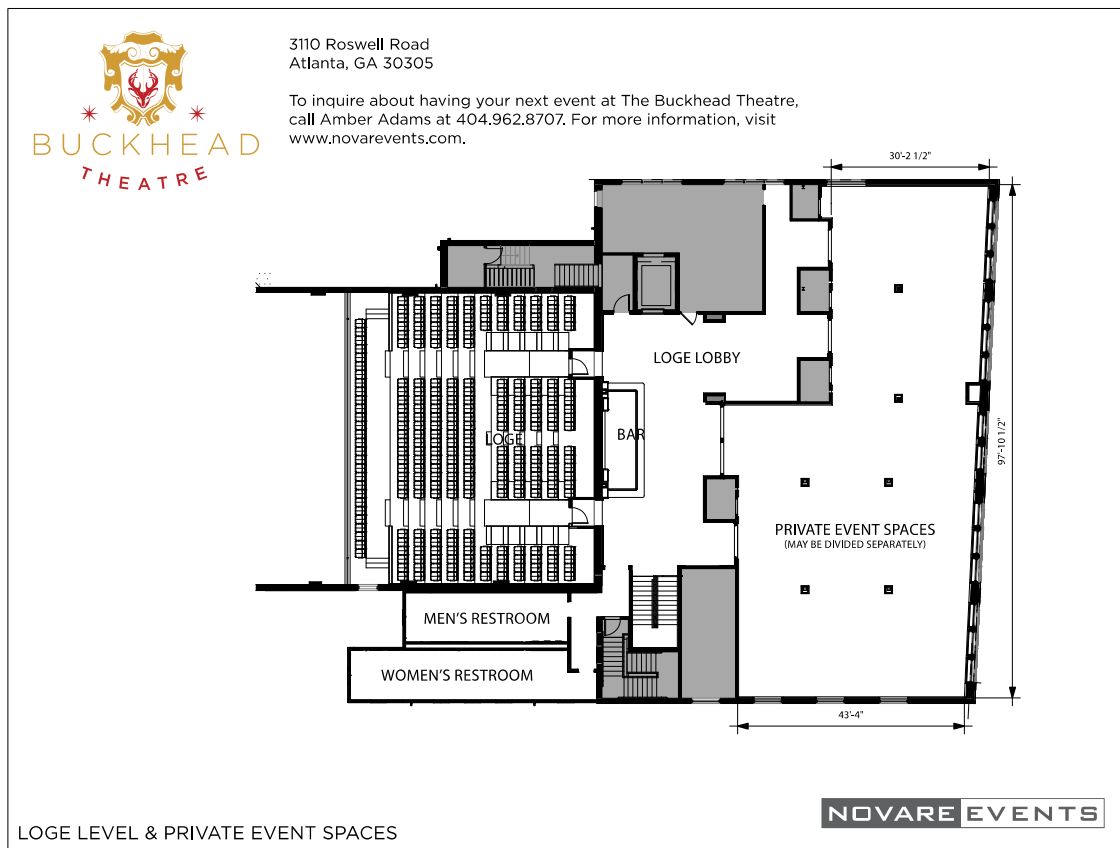 BUCKHEAD
THEATRE
3110 Roswell Road
Atlanta, GA 30305
To inquire about having your next event at The Buckhead Theatre,
call Amber Adams at 404.962.8707. For more information, visit
www.novarevents.com.
30'-2 1/2"
LOGE LOBBY
LOGE
BAR
97'-10 1/2"
PRIVATE EVENT SPACES
(MAY BE DIVIDED SEPARATELY)
MEN'S RESTROOM
WOMEN'S RESTROOM
43'-4"
NOVARE EVENTS
LOGE LEVEL & PRIVATE EVENT SPACES